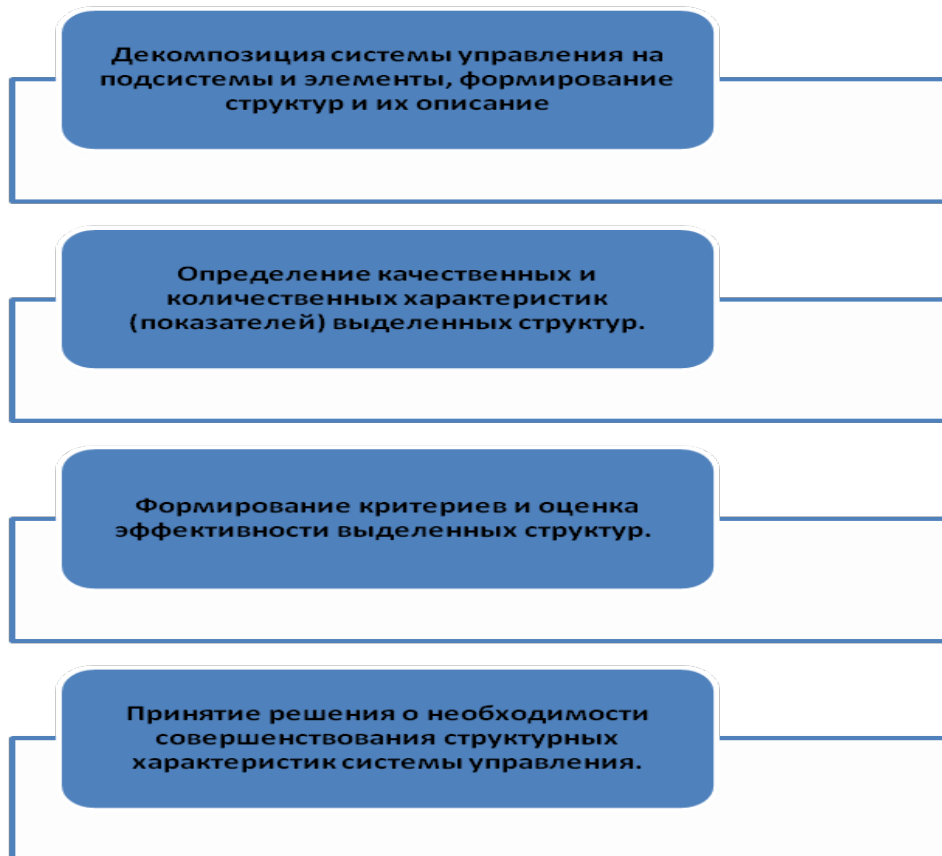 Декомпозиция системы управления на
подсистемы и элементы, формирование
структур и их описание
Определение качественных и
количественных характеристик
(показателей) выделенных структур.
Формирование критериев и оценка
эффективности выделенных структур.
Принятие решения о необходимости
совершенствования структурных
характеристик системы управления.